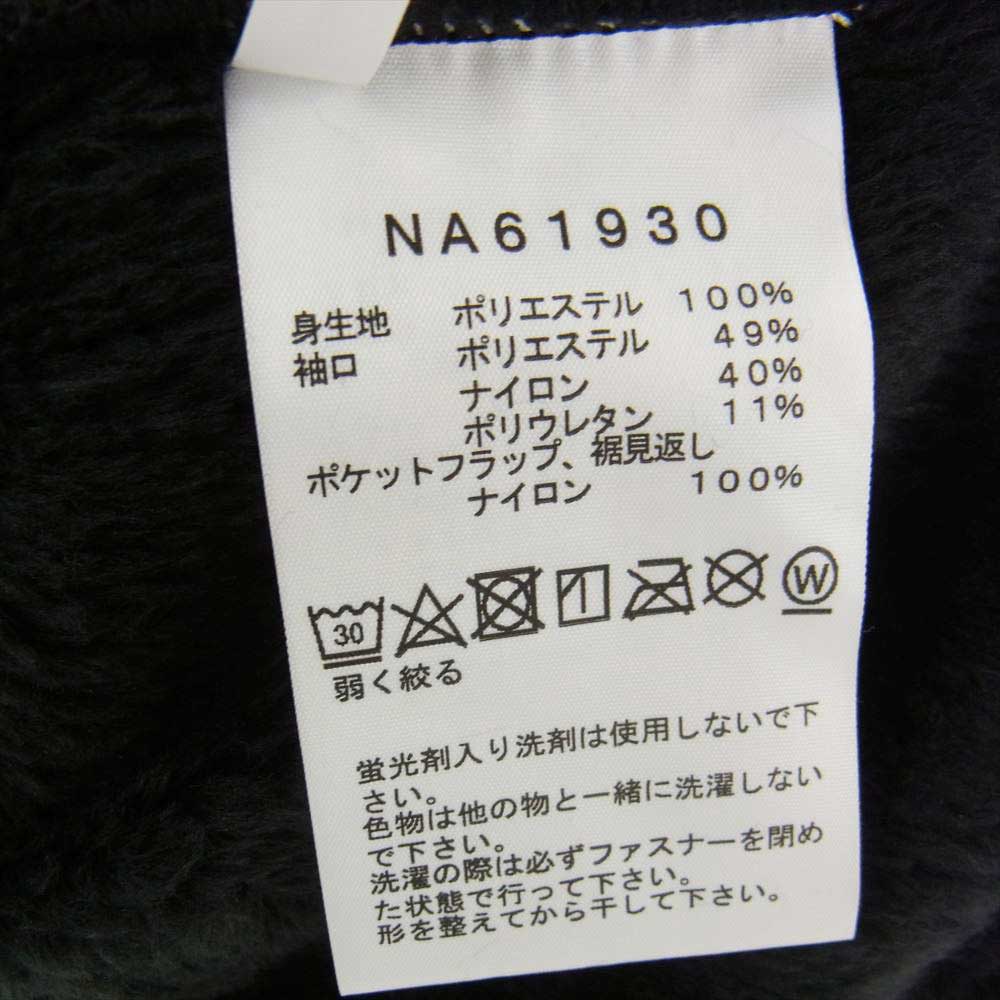 NA61930
身生地 ポリエステル 100%
袖口 ポリエステル 49%
ナイロン 40%
ポリウレタン 11%
ポケットフラップ、裾見返し
ナイロン 100%
30 W
弱く絞る
蛍光剤入り洗剤は使用しないで下
さい。
色物は他の物と一緒に洗濯しない
で下さい。
洗濯の際は必ずファスナーを閉め
た状態で行って下さい。
形を整えてから干して下さい。